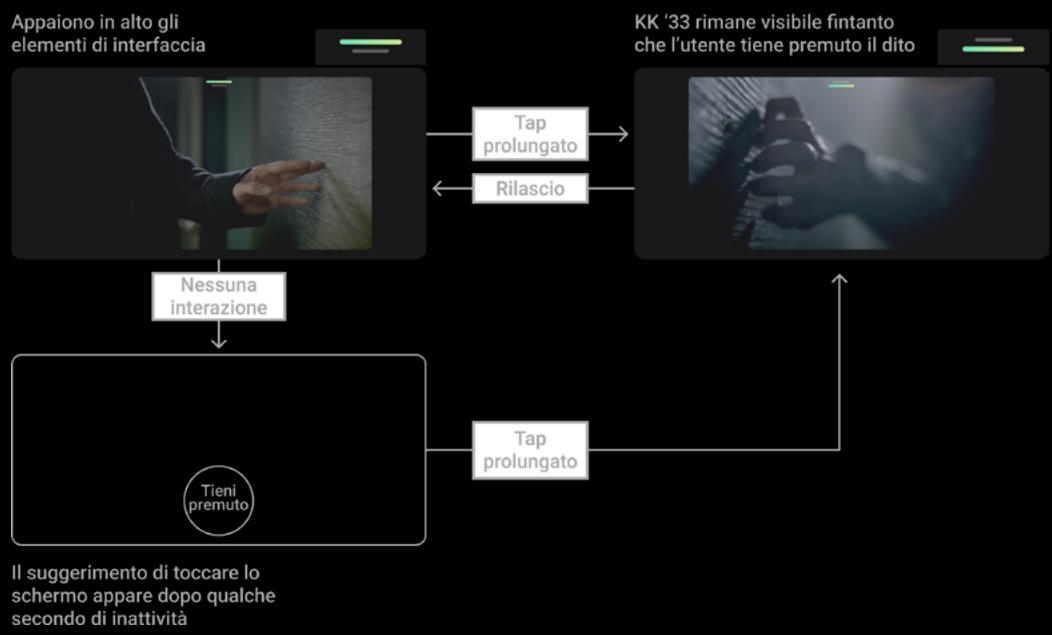 Appaiono in alto gli
elementi di interfaccia
KK ‘33 rimane visibile fintanto
che l’utente tiene premuto il dito
Tap
prolungato
Rilascio
Nessuna
interazione
Tap
prolungato
Tieni
premuto
Il suggerimento di toccare lo
schermo appare dopo qualche
secondo di inattività